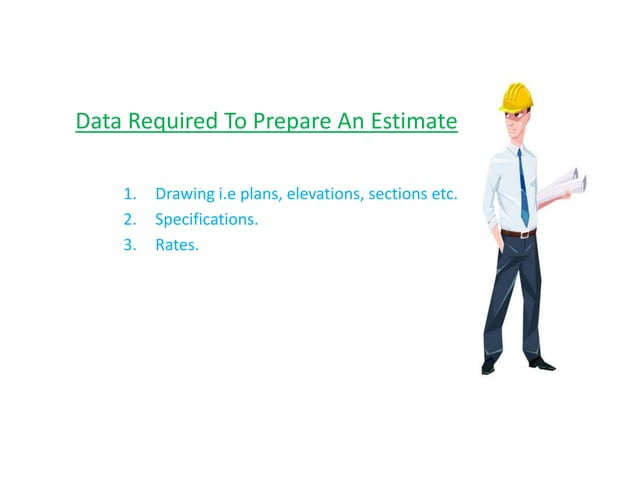 Data Required To Prepare An Estimate
1. Drawing i.e plans, elevations, sections etc.
2. Specifications.
3. Rates.